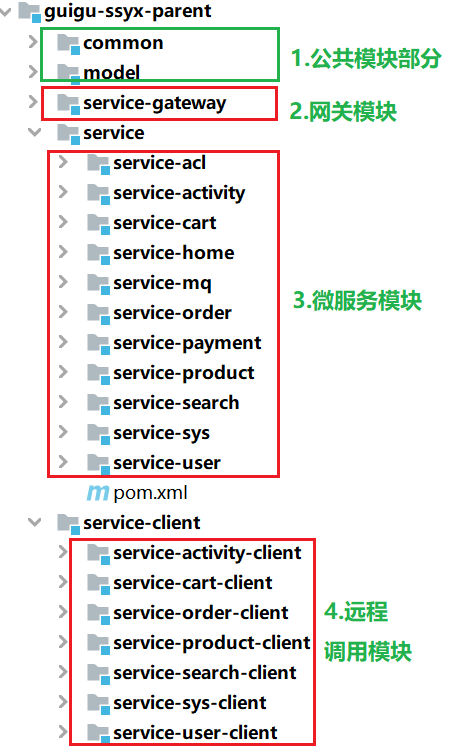 guigu-ssyx-parent
common
model
1.公共模块部分
service-gateway
2.网关模块
service
service-acl
service-activity
service-cart
service-home
service-mq
service-order
service-payment
service-product
service-search
service-sys
service-user
3.微服务模块
m pom.xml
service-client
service-activity-client
service-cart-client
service-order-client
service-product-client
service-search-client
service-sys-client
service-user-client
4.远程
调用模块